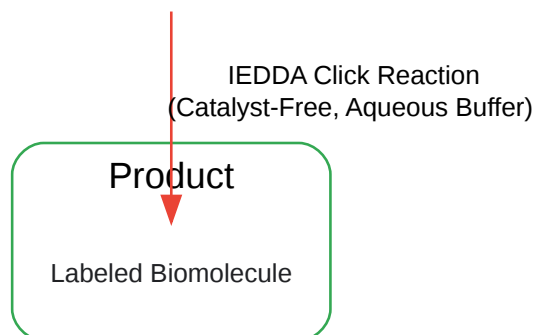 IEDDA Click Reaction
(Catalyst-Free, Aqueous Buffer)
Product
Labeled Biomolecule